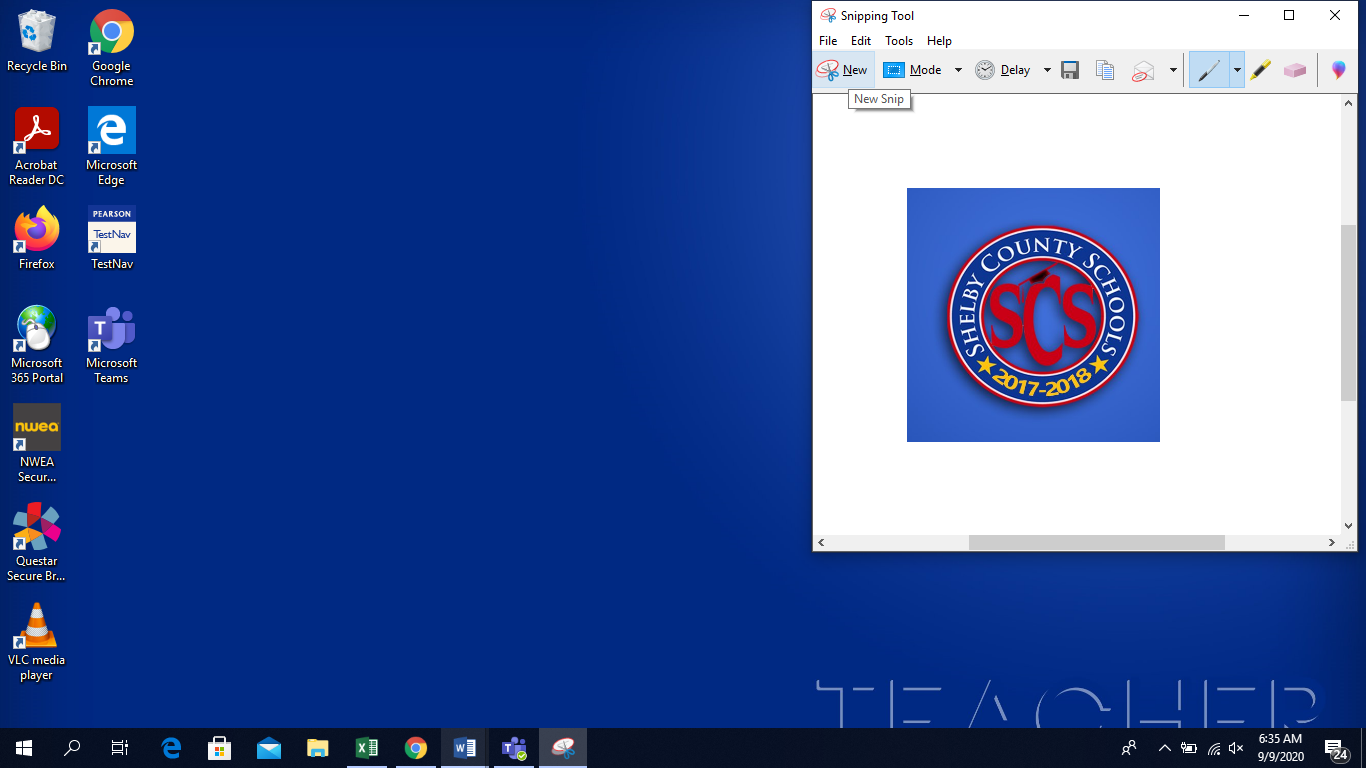 Recycle Bin
Google
Chrome
Acrobat
Reader DC
Microsoft
Edge
Firefox
PEARSON
TestNav
TestNav
Microsoft
365 Portal
T
Microsoft
Teams
nwea
NWEA
Secur...
Questar
Secure Br...
VLC media
player
Snipping Tool
File Edit Tools Help
New Mode Delay
New Snip
SHELBY COUNTY SCHOOLS
SCS
2017-2018
TEACHER
6:35 AM
9/9/2020
24